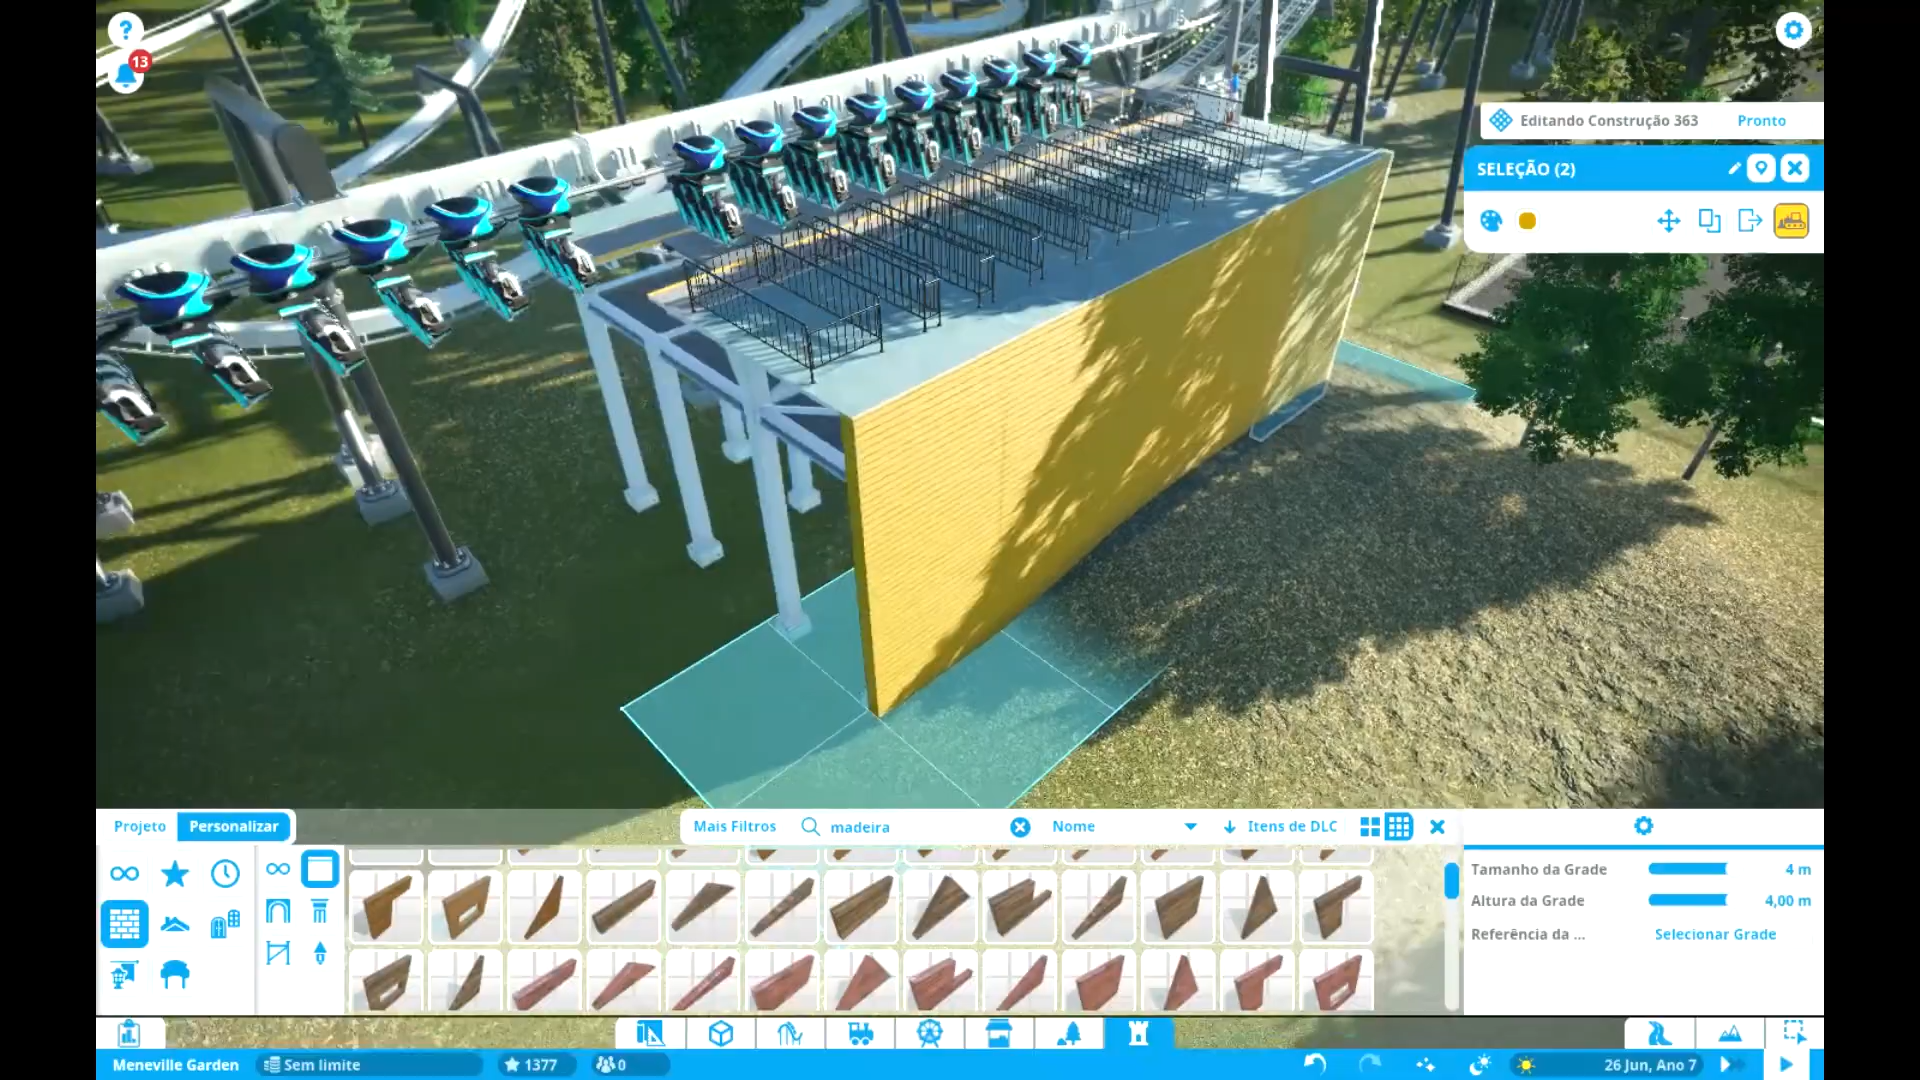 ?
13
Editando Construção 363 Pronto
SELEÇÃO (2)
Projeto Personalizar
Mais Filtros madeira Nome Itens de DLC
Tamanho da Grade 4 m
Altura da Grade 4,00 m
Referência da ... Selecionar Grade
Meneville Garden Sem limite 1377 0 26 Jun, Ano 7